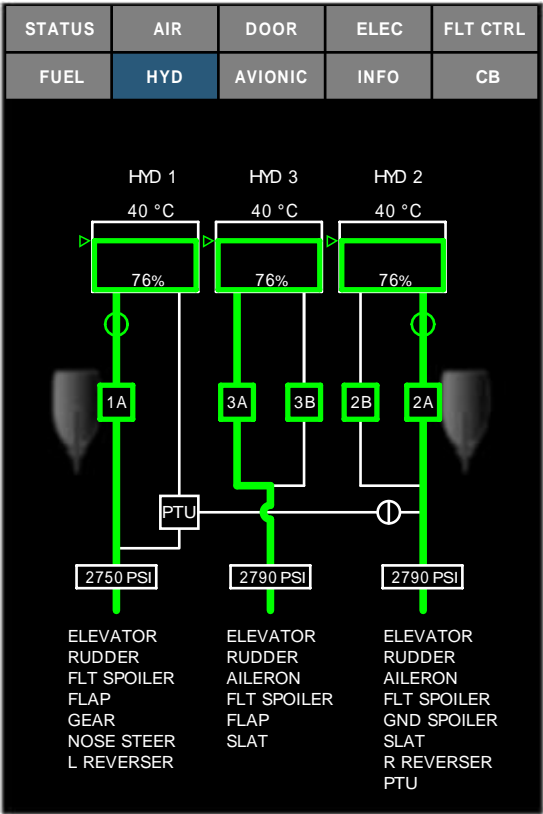 STATUS AIR DOOR ELEC FLT CTRL
FUEL HYD AVIONIC INFO CB
HYD 1 HYD 3 HYD 2
40 °C 40 °C 40 °C
76% 76% 76%
1A 3A 3B 2B 2A
PTU
2750 PSI 2790 PSI 2790 PSI
ELEVATOR ELEVATOR ELEVATOR
RUDDER RUDDER RUDDER
FLT SPOILER AILERON AILERON
FLAP FLT SPOILER FLT SPOILER
GEAR FLAP GND SPOILER
NOSE STEER SLAT SLAT
L REVERSER R REVERSER
PTU